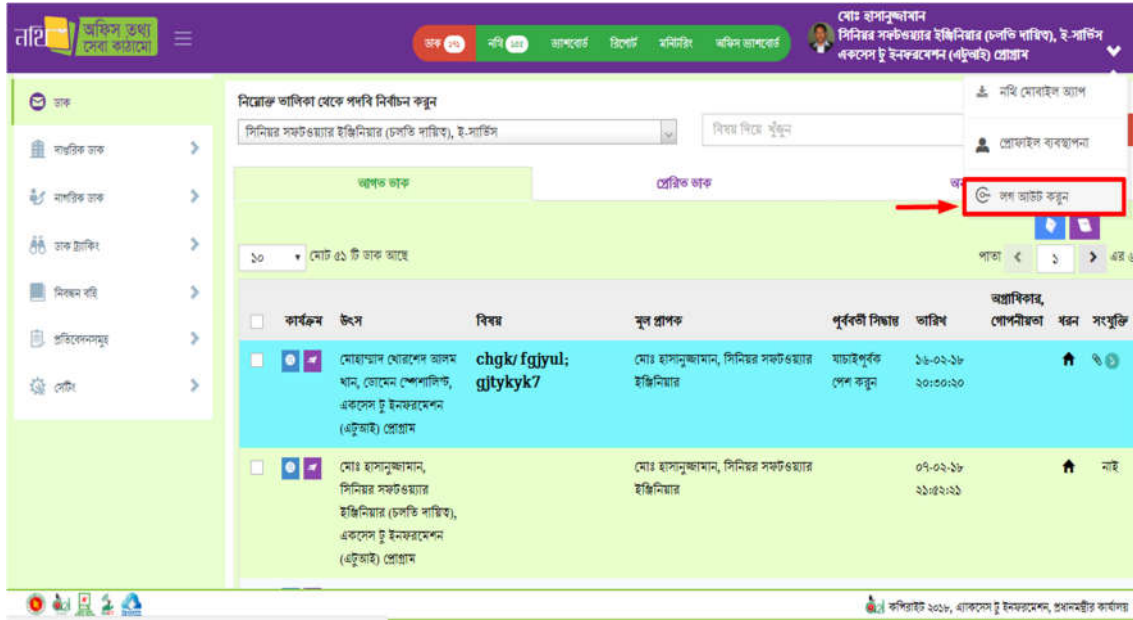 নথি অফিস তথ্য সেবা কাঠামো
ডাক ১৭১ নথি ১৫৫ ড্যাশবোর্ড রিপোর্ট মনিটরিং অফিস ড্যাশবোর্ড
মোঃ হাসানুজ্জামান
সিনিয়র সফটওয়্যার ইঞ্জিনিয়ার (চলতি দায়িত্ব), ই-সার্ভিস
একসেস টু ইনফরমেশন (এটুআই) প্রোগ্রাম
নথি মোবাইল অ্যাপ
প্রোফাইল ব্যবস্থাপনা
লগ আউট করুন
ডাক
দাপ্তরিক ডাক
নাগরিক ডাক
ডাক ট্র্যাকিং
নিবন্ধন বহি
প্রতিবেদনসমূহ
সেটিং
নিম্নোক্ত তালিকা থেকে পদবি নির্বাচন করুন
সিনিয়র সফটওয়্যার ইঞ্জিনিয়ার (চলতি দায়িত্ব), ই-সার্ভিস
বিষয় দিয়ে খুঁজুন
আগত ডাক প্রেরিত ডাক
১০ মোট ৫১ টি ডাক আছে
পাতা ১ এর
কার্যক্রম উৎস বিষয় মূল প্রাপক পূর্ববর্তী সিদ্ধান্ত তারিখ অগ্রাধিকার, গোপনীয়তা ধরন সংযুক্তি
মোহাম্মাদ খোরশেদ আলম
খান, ডোমেন স্পেশালিস্ট,
একসেস টু ইনফরমেশন
(এটুআই) প্রোগ্রাম
chgk/ fgjyul;
gjtykyk7
মোঃ হাসানুজ্জামান, সিনিয়র সফটওয়্যার
ইঞ্জিনিয়ার
যাচাইপূর্বক
পেশ করুন
১৬-০২-১৮
২০:৩০:২০
মোঃ হাসানুজ্জামান,
সিনিয়র সফটওয়্যার
ইঞ্জিনিয়ার (চলতি দায়িত্ব),
একসেস টু ইনফরমেশন
(এটুআই) প্রোগ্রাম
মোঃ হাসানুজ্জামান, সিনিয়র সফটওয়্যার
ইঞ্জিনিয়ার
০৭-০২-১৮
২১:৫২:২১
নাই
কপিরাইট ২০১৮, এ্যাকসেস টু ইনফরমেশন, প্রধানমন্ত্রীর কার্যালয়